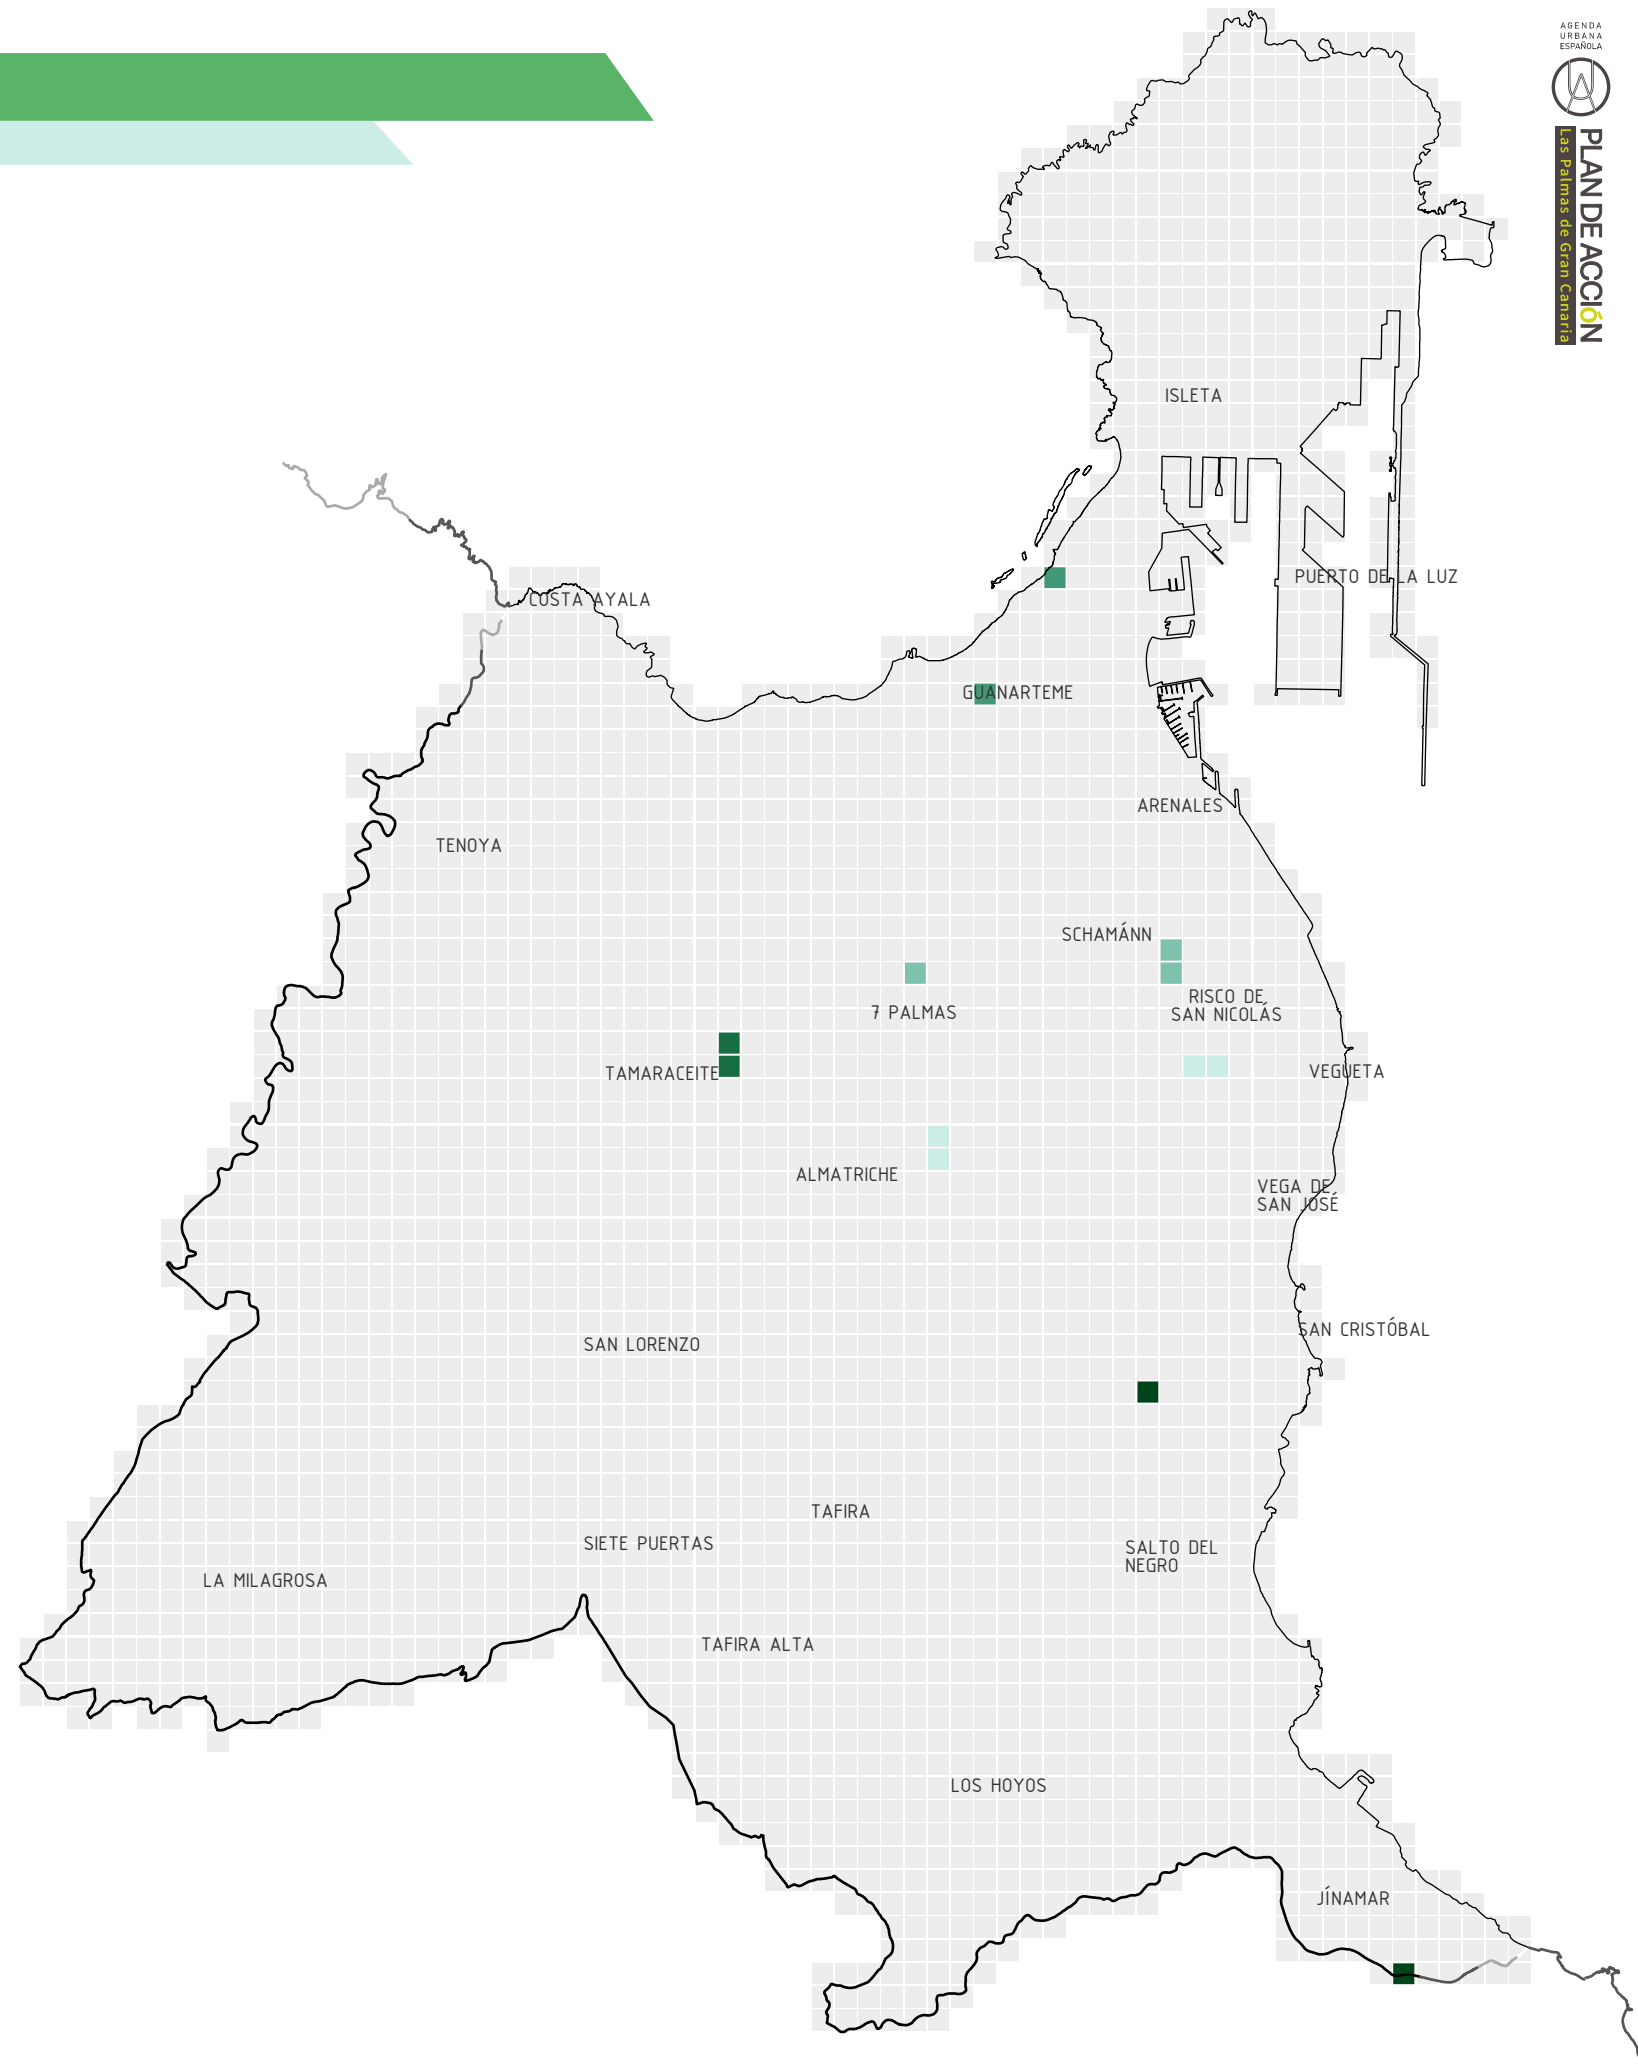 AGENDA
URBANA
ESPAÑOLA
PLAN DE ACCIÓN
Las Palmas de Gran Canaria
ISLETA
PUERTO DE LA LUZ
COSTA AYALA
GUANARTEME
ARENALES
TENOYA
SCHAMÁNN
RISCO DE
SAN NICOLÁS
7 PALMAS
TAMARACEITE
VEGUETA
ALMATRICHE
VEGA DE
SAN JOSÉ
SAN CRISTÓBAL
SAN LORENZO
TAFIRA
SIETE PUERTAS
SALTO DEL
NEGRO
LA MILAGROSA
TAFIRA ALTA
LOS HOYOS
JÍNAMAR